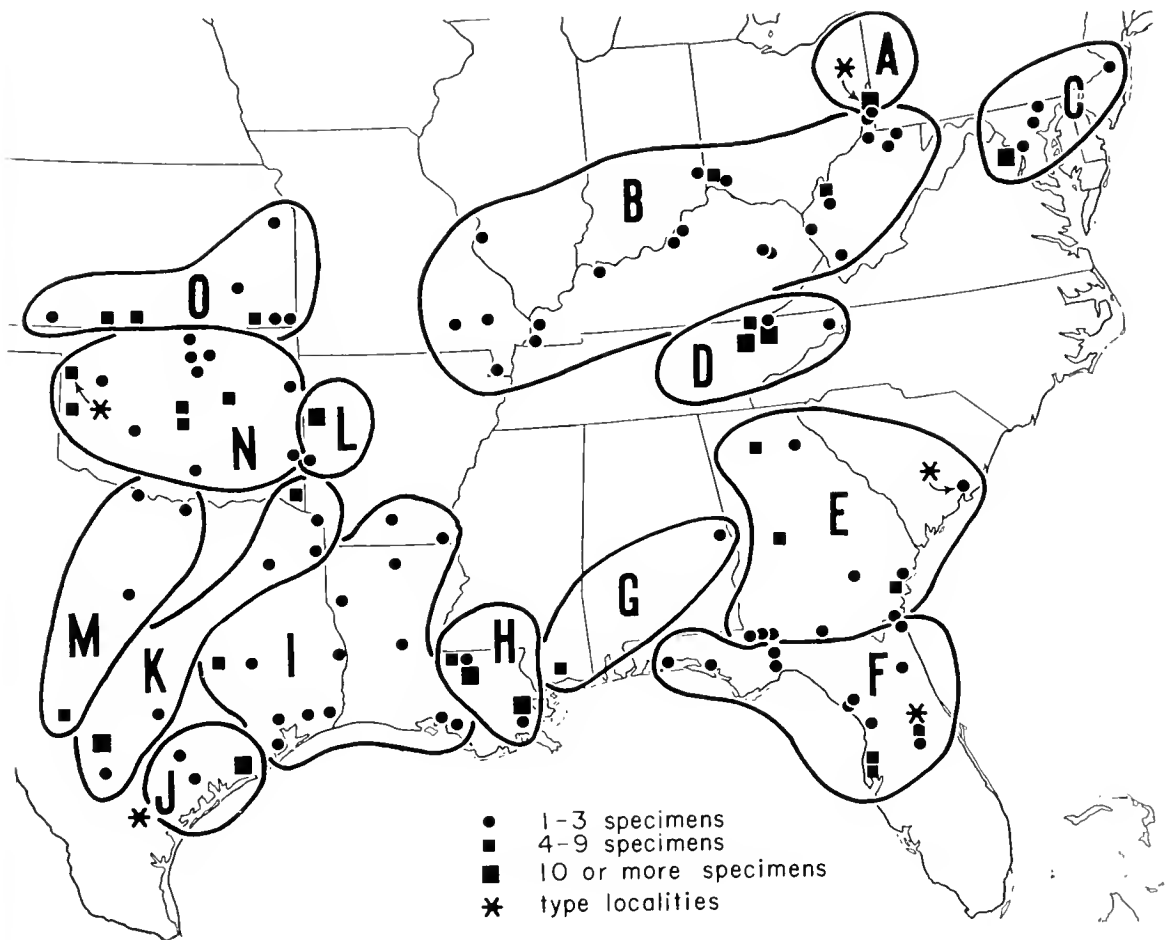 A
C
B
O
D
L
N
E
G
M
H
I
K
F
J
1-3 specimens
4-9 specimens
10 or more specimens
type localities